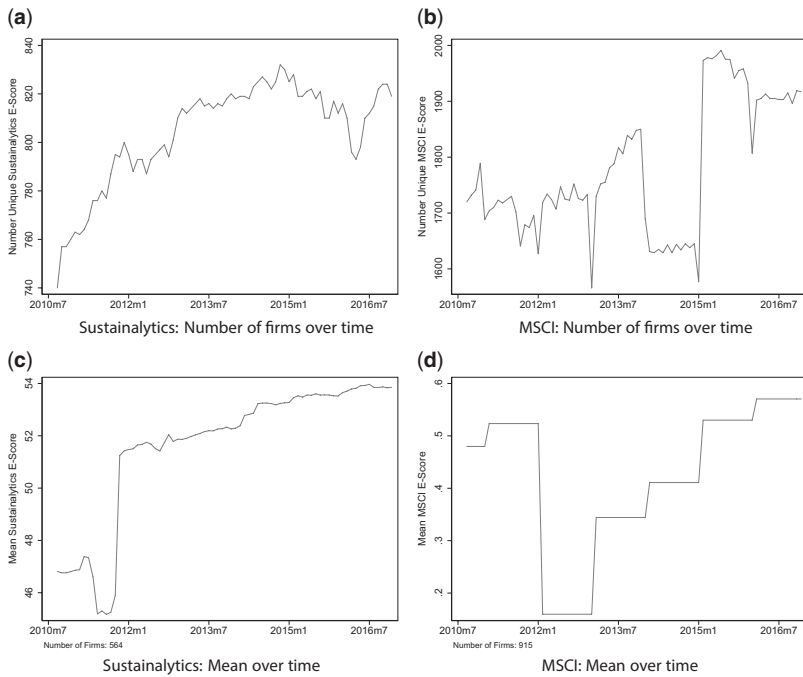 (a)
Number Unique Sustainalytics E-Score
840
820
800
780
760
740
2010m7 2012m1 2013m7 2015m1 2016m7
Sustainalytics: Number of firms over time
(b)
Number Unique MSCI E-Score
2000
1900
1800
1700
1600
2010m7 2012m1 2013m7 2015m1 2016m7
MSCI: Number of firms over time
(c)
Mean Sustainalytics E-Score
54
52
50
48
46
2010m7 2012m1 2013m7 2015m1 2016m7
Number of Firms: 564
Sustainalytics: Mean over time
(d)
Mean MSCI E-Score
.6
.5
.4
.3
.2
2010m7 2012m1 2013m7 2015m1 2016m7
Number of Firms: 915
MSCI: Mean over time